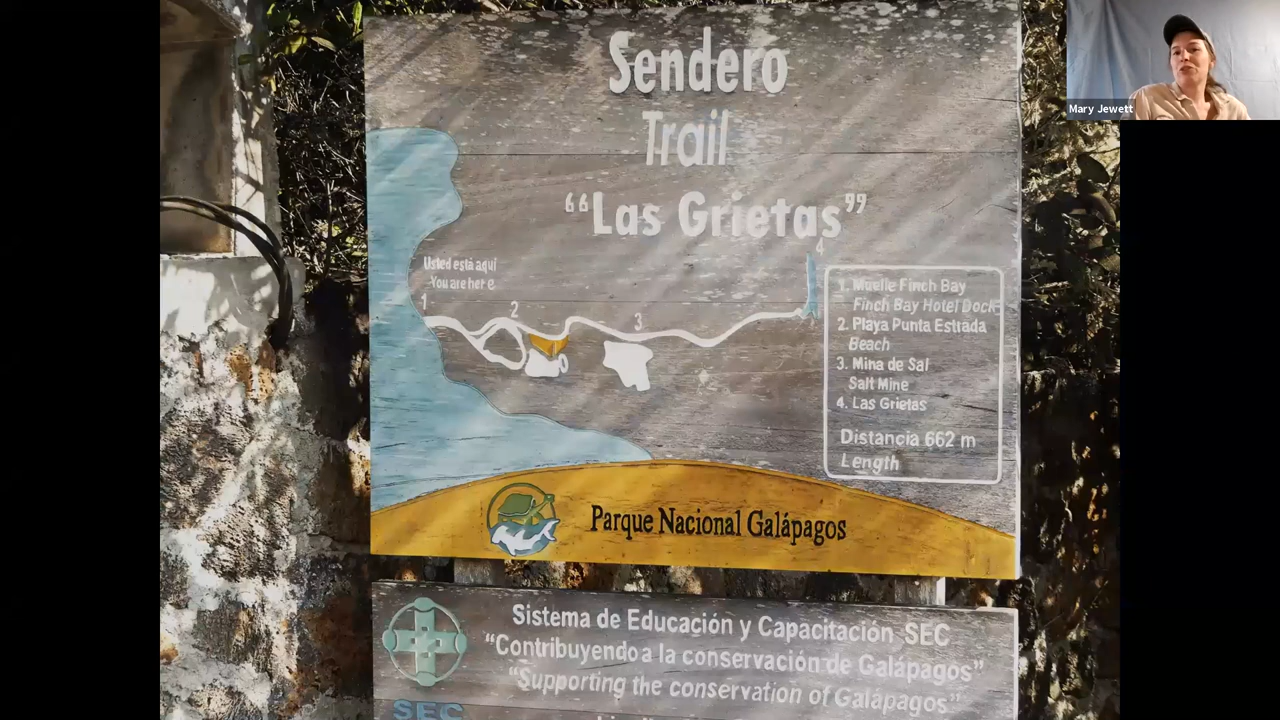 Mary Jewett
Sendero
Trail
“Las Grietas”
Usted está aquí
You are here
1
2
3
4
1. Muelle Finch Bay
Finch Bay Hotel Dock
2. Playa Punta Estrada
Beach
3. Mina de Sal
Salt Mine
4. Las Grietas
Distancia 662 m
Length
Parque Nacional Galápagos
Sistema de Educación y Capacitación SEC
“Contribuyendo a la conservación de Galápagos”
“Supporting the conservation of Galápagos”
SEC